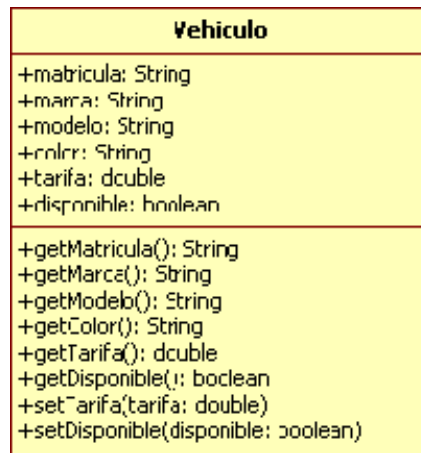 Vehiculo
+matricula: String
+marca: String
+modelo: String
+color: String
+tarifa: double
+disponible: boolean
+getMatricula(): String
+getMarca(): String
+getModelo(): String
+getColor(): String
+getTarifa(): double
+getDisponible(): boolean
+setTarifa(tarifa: double)
+setDisponible(disponible: boolean)